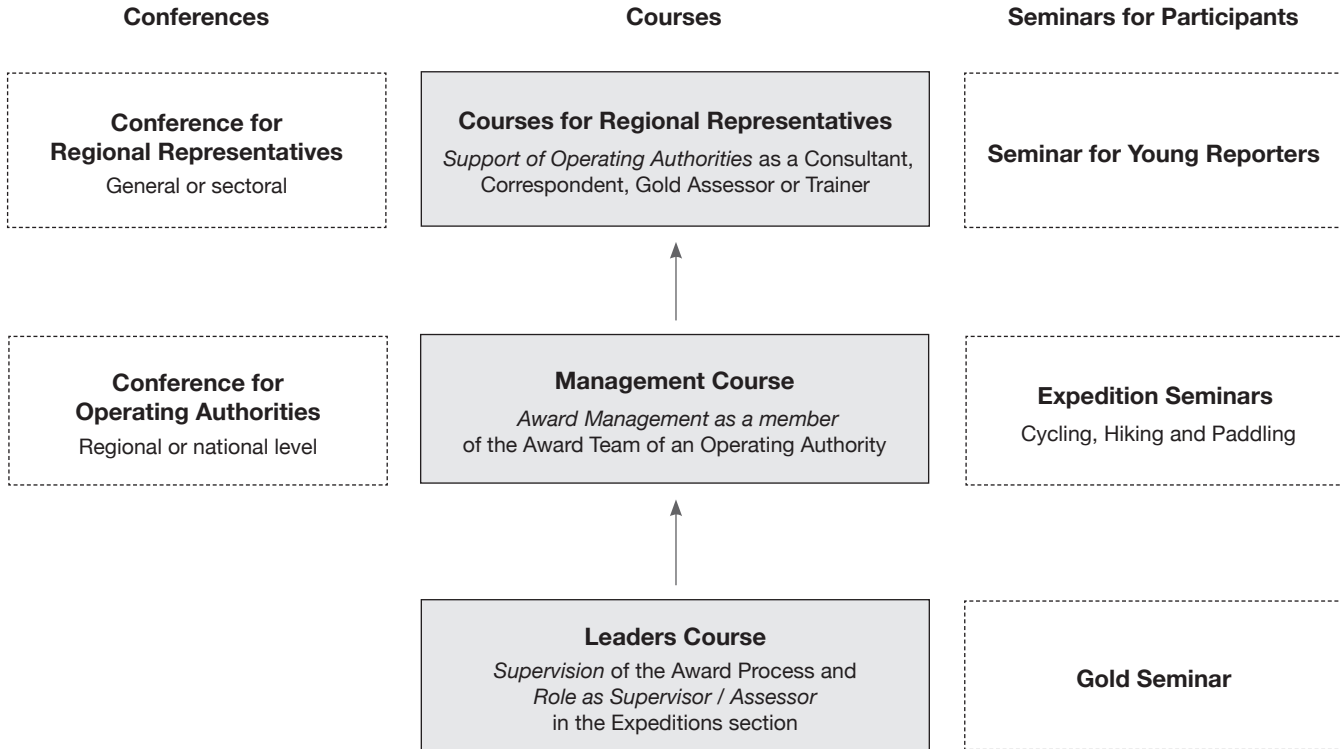 Conferences
Courses
Seminars for Participants
Conference for
Regional Representatives
General or sectoral
Courses for Regional Representatives
Support of Operating Authorities as a Consultant,
Correspondent, Gold Assessor or Trainer
Seminar for Young Reporters
Conference for
Operating Authorities
Regional or national level
Management Course
Award Management as a member
of the Award Team of an Operating Authority
Expedition Seminars
Cycling, Hiking and Paddling
Leaders Course
Supervision of the Award Process and
Role as Supervisor / Assessor
in the Expeditions section
Gold Seminar